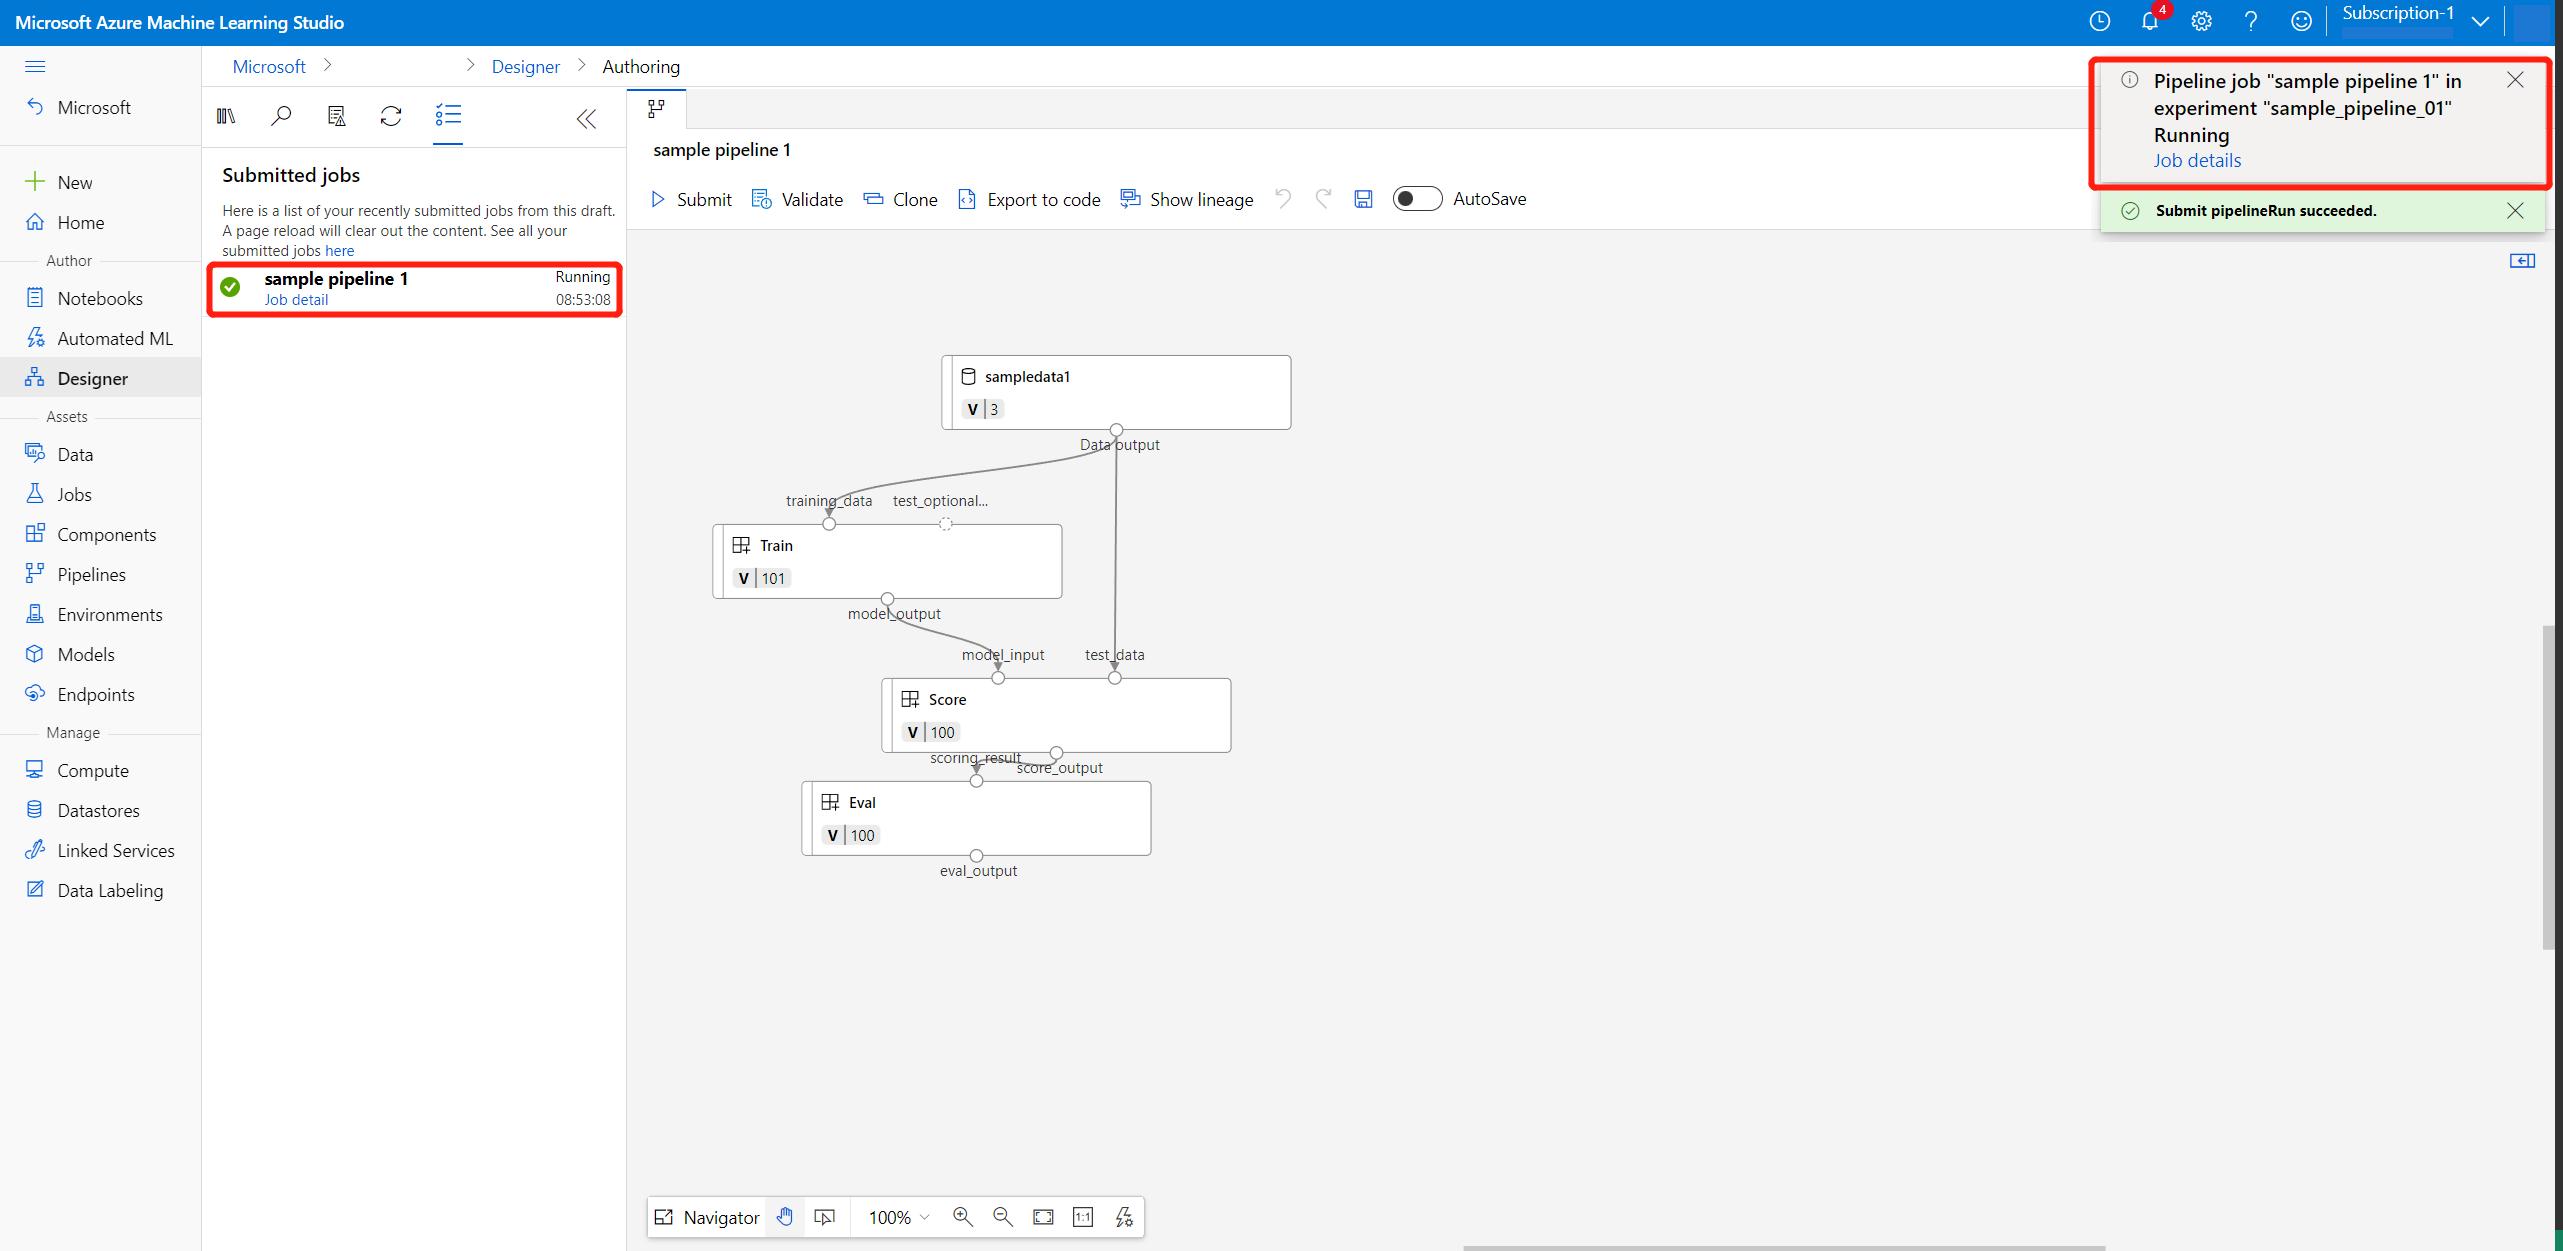 Microsoft Azure Machine Learning Studio
4
Subscription-1
Microsoft
Designer
Authoring
Microsoft
New
Home
Author
Notebooks
Automated ML
Designer
Assets
Data
Jobs
Components
Pipelines
Environments
Models
Endpoints
Manage
Compute
Datastores
Linked Services
Data Labeling
Submitted jobs
Here is a list of your recently submitted jobs from this draft.
A page reload will clear out the content. See all your
submitted jobs here
sample pipeline 1
Running
Job detail
08:53:08
sample pipeline 1
Submit
Validate
Clone
Export to code
Show lineage
AutoSave
Pipeline job "sample pipeline 1" in
experiment "sample_pipeline_01"
Running
Job details
Submit pipelineRun succeeded.
sampledata1
V 3
Data output
training_data
test_optional...
Train
V 101
model_output
model_input
test_data
Score
V 100
scoring_result
score_output
Eval
V 100
eval_output
Navigator
100%
1:1